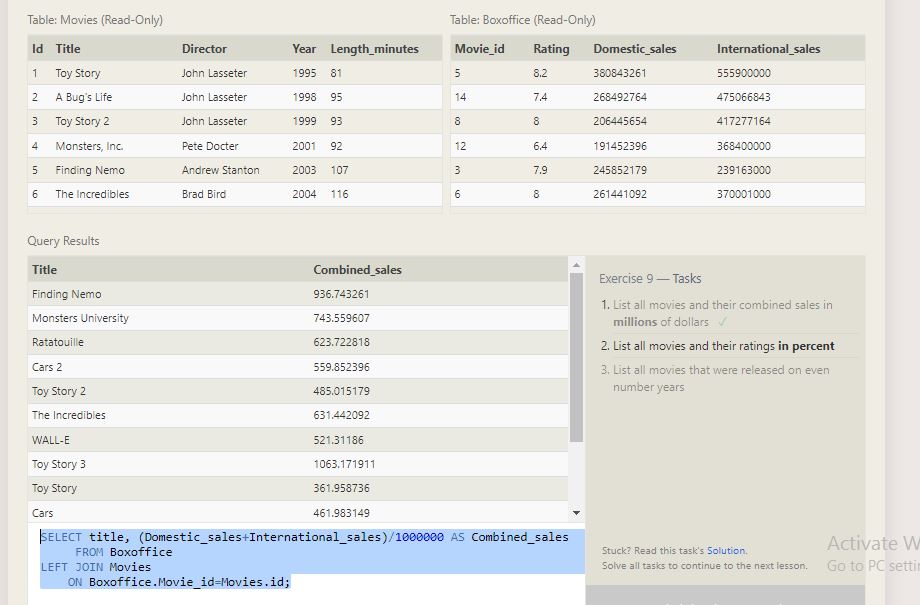 Table: Movies (Read-Only)
Id Title Director Year Length_minutes
1 Toy Story John Lasseter 1995 81
2 A Bug's Life John Lasseter 1998 95
3 Toy Story 2 John Lasseter 1999 93
4 Monsters, Inc. Pete Docter 2001 92
5 Finding Nemo Andrew Stanton 2003 107
6 The Incredibles Brad Bird 2004 116
Table: Boxoffice (Read-Only)
Movie_id Rating Domestic_sales International_sales
5 8.2 380843261 555900000
14 7.4 268492764 475066843
8 8 206445654 417277164
12 6.4 191452396 368400000
3 7.9 245852179 239163000
6 8 261441092 370001000
Query Results
Title Combined_sales
Finding Nemo 936.743261
Monsters University 743.559607
Ratatouille 623.722818
Cars 2 559.852396
Toy Story 2 485.015179
The Incredibles 631.442092
WALL-E 521.31186
Toy Story 3 1063.171911
Toy Story 361.958736
Cars 461.983149
SELECT title, (Domestic_sales+International_sales)/1000000 AS Combined_sales
FROM Boxoffice
LEFT JOIN Movies
ON Boxoffice.Movie_id=Movies.id;
Exercise 9 — Tasks
1. List all movies and their combined sales in
millions of dollars ✓
2. List all movies and their ratings in percent
3. List all movies that were released on even
number years
Stuck? Read this task's Solution.
Solve all tasks to continue to the next lesson.
Activate W
Go to PC setti